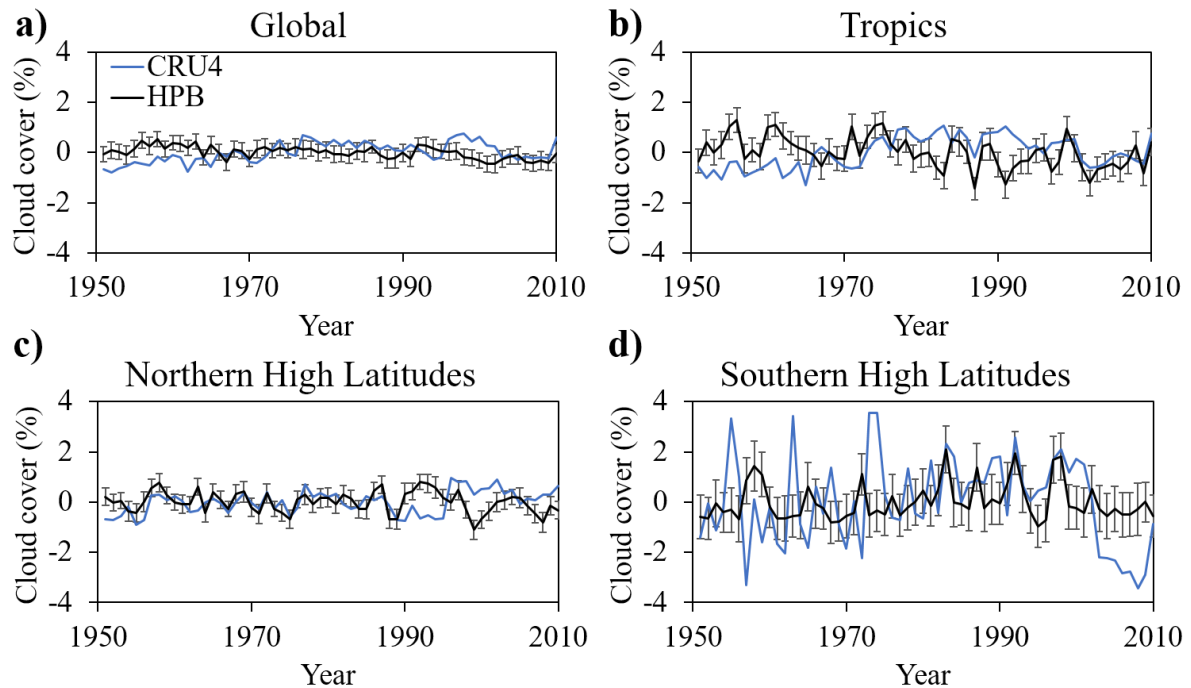 a)
Global
4
2
0
-2
-4
Cloud cover (%)
CRU4
HPB
1950
1970
1990
2010
Year
b)
Tropics
4
2
0
-2
-4
Cloud cover (%)
1950
1970
1990
2010
Year
c)
Northern High Latitudes
4
2
0
-2
-4
Cloud cover (%)
1950
1970
1990
2010
Year
d)
Southern High Latitudes
4
2
0
-2
-4
Cloud cover (%)
1950
1970
1990
2010
Year